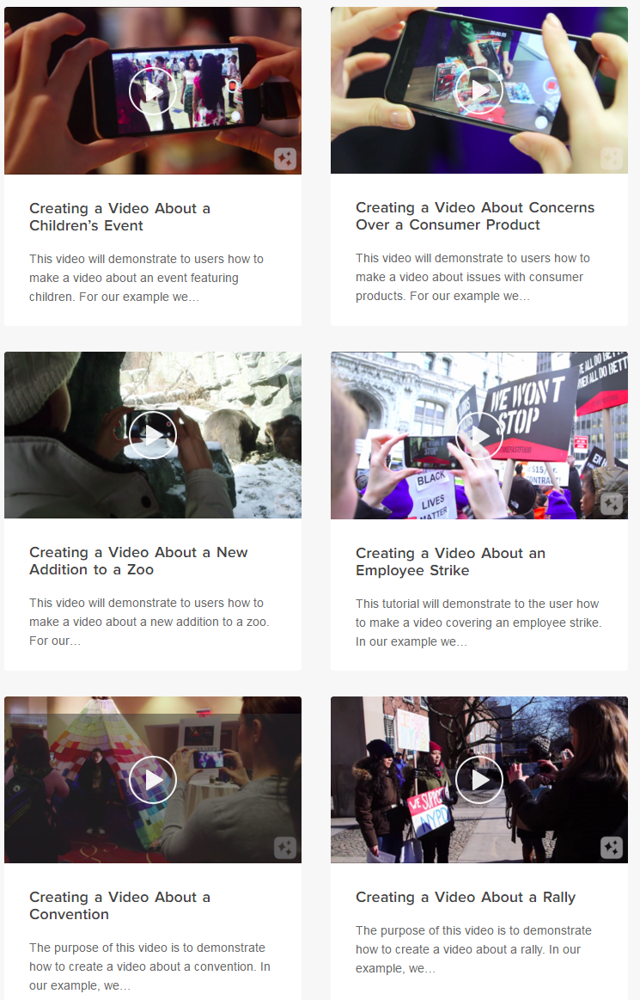 Creating a Video About a
Children’s Event
This video will demonstrate to users how to
make a video about an event featuring
children. For our example we…
Creating a Video About Concerns
Over a Consumer Product
This video will demonstrate to users how to
make a video about issues with consumer
products. For our example we…
Creating a Video About a New
Addition to a Zoo
This video will demonstrate to users how to
make a video about a new addition to a zoo.
For our…
WE WON'T
STOP
WHEN ALL DO BETT
STOP
BLACK
LIVES
MATTER
Creating a Video About an
Employee Strike
This tutorial will demonstrate to the user how
to make a video covering an employee strike.
In our example we…
Creating a Video About a
Convention
The purpose of this video is to demonstrate
how to create a video about a convention. In
our example, we…
WE SUPPO
NYPD
Creating a Video About a Rally
The purpose of this video is to demonstrate
how to create a video about a rally. In our
example, we…